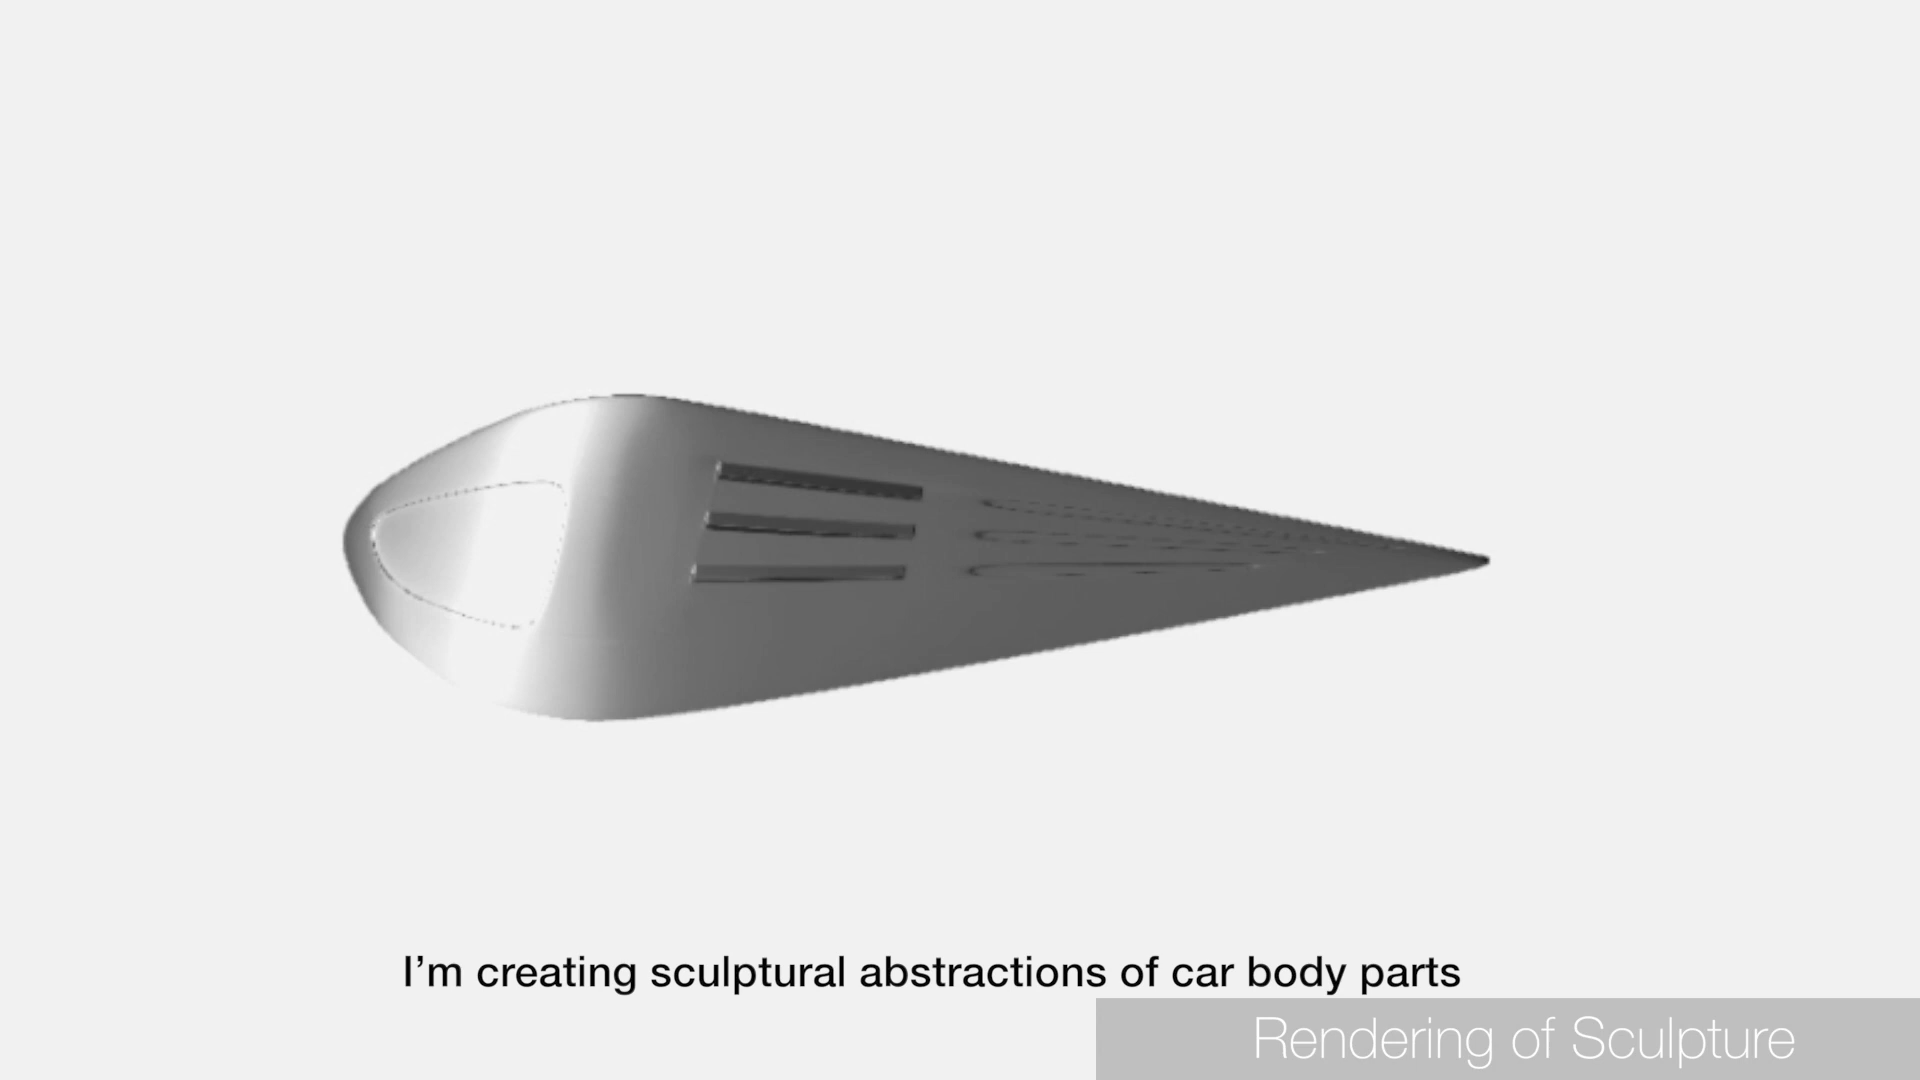 I’m creating sculptural abstractions of car body parts
Rendering of Sculpture